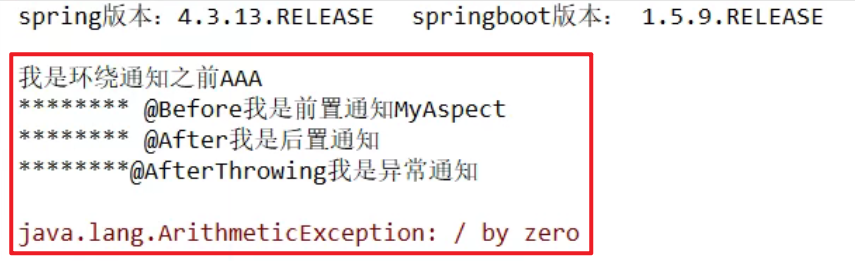 spring版本：4.3.13.RELEASE springboot版本： 1.5.9.RELEASE
我是环绕通知之前AAA
******** @Before我是前置通知MyAspect
******** @After我是后置通知
********@AfterThrowing我是异常通知
java.lang.ArithmeticException: / by zero